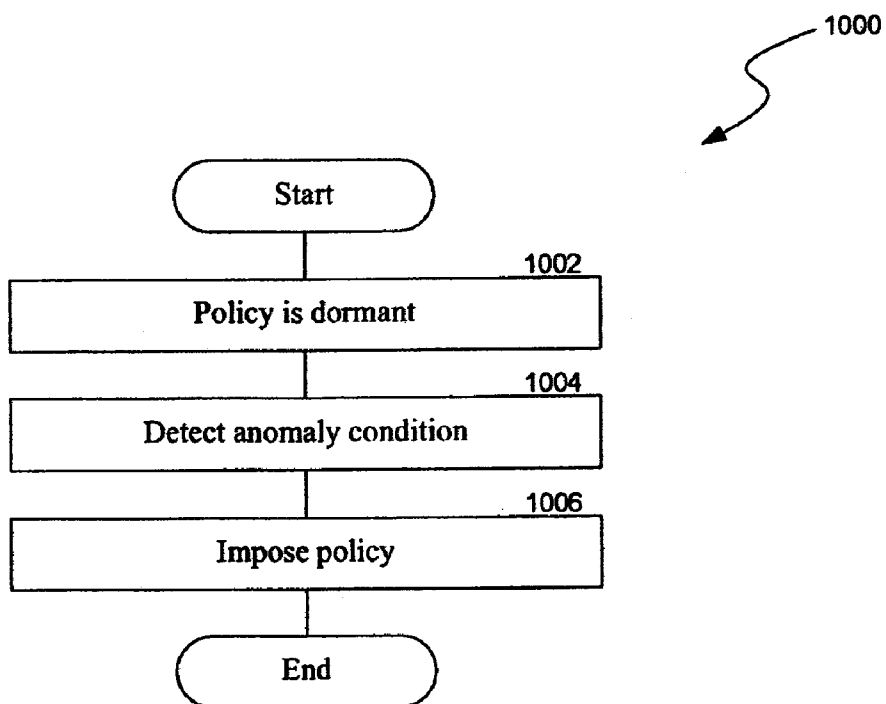 1000
Start
1002
Policy is dormant
1004
Detect anomaly condition
1006
Impose policy
End